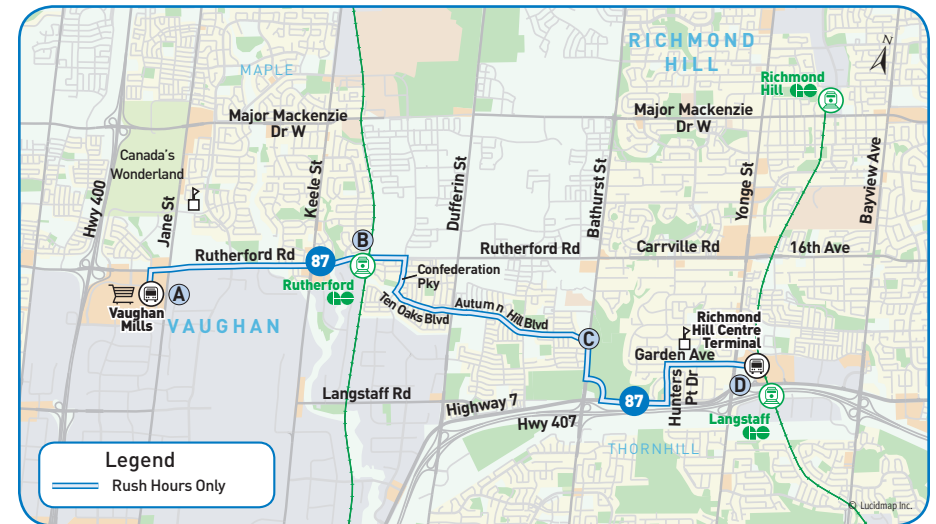 RICHMOND
HILL
N
MAPLE
Richmond
Hill
Major Mackenzie
Dr W
Major Mackenzie
Dr W
Canada's
Wonderland
Hwy 400
Jane St
Keele St
Dufferin St
Bathurst St
Yonge St
Bayview Ave
B
Rutherford Rd
87
Rutherford Rd
Carrville Rd
16th Ave
Confederation
Pky
Rutherford
A
Vaughan
Mills
VAUGHAN
Ten Oaks Blvd
Autumn Hill Blvd
Richmond
Hill Centre
Terminal
C
Garden Ave
D
Hunters
Pt Dr
Langstaff Rd
Highway 7
87
Hwy 407
Langstaff
THORNHILL
Legend
Rush Hours Only
© Lucidmap Inc.